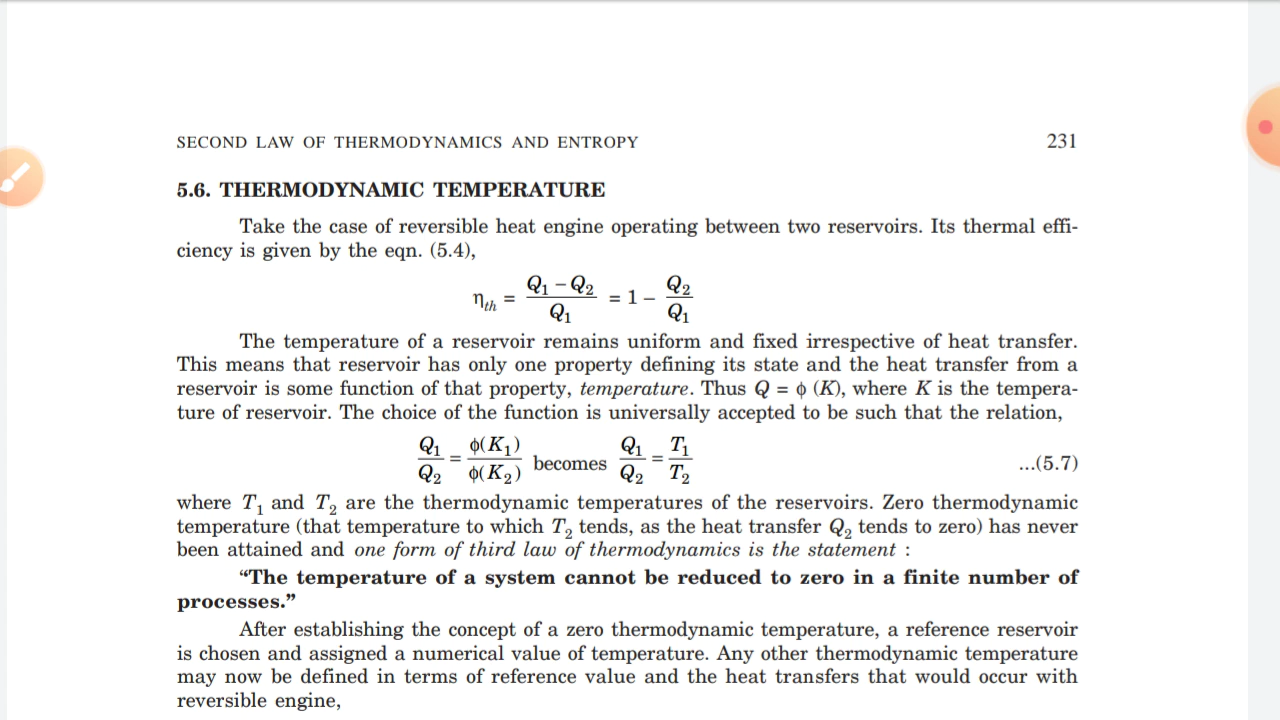 SECOND LAW OF THERMODYNAMICS AND ENTROPY 231
5.6. THERMODYNAMIC TEMPERATURE
Take the case of reversible heat engine operating between two reservoirs. Its thermal effi-
ciency is given by the eqn. (5.4),
η_th = (Q₁ – Q₂)/Q₁ = 1 – Q₂/Q₁
The temperature of a reservoir remains uniform and fixed irrespective of heat transfer.
This means that reservoir has only one property defining its state and the heat transfer from a
reservoir is some function of that property, temperature. Thus Q = ϕ (K), where K is the tempera-
ture of reservoir. The choice of the function is universally accepted to be such that the relation,
Q₁/Q₂ = ϕ(K₁)/ϕ(K₂) becomes Q₁/Q₂ = T₁/T₂ ...(5.7)
where T₁ and T₂ are the thermodynamic temperatures of the reservoirs. Zero thermodynamic
temperature (that temperature to which T₂ tends, as the heat transfer Q₂ tends to zero) has never
been attained and one form of third law of thermodynamics is the statement :
“The temperature of a system cannot be reduced to zero in a finite number of
processes.”
After establishing the concept of a zero thermodynamic temperature, a reference reservoir
is chosen and assigned a numerical value of temperature. Any other thermodynamic temperature
may now be defined in terms of reference value and the heat transfers that would occur with
reversible engine,